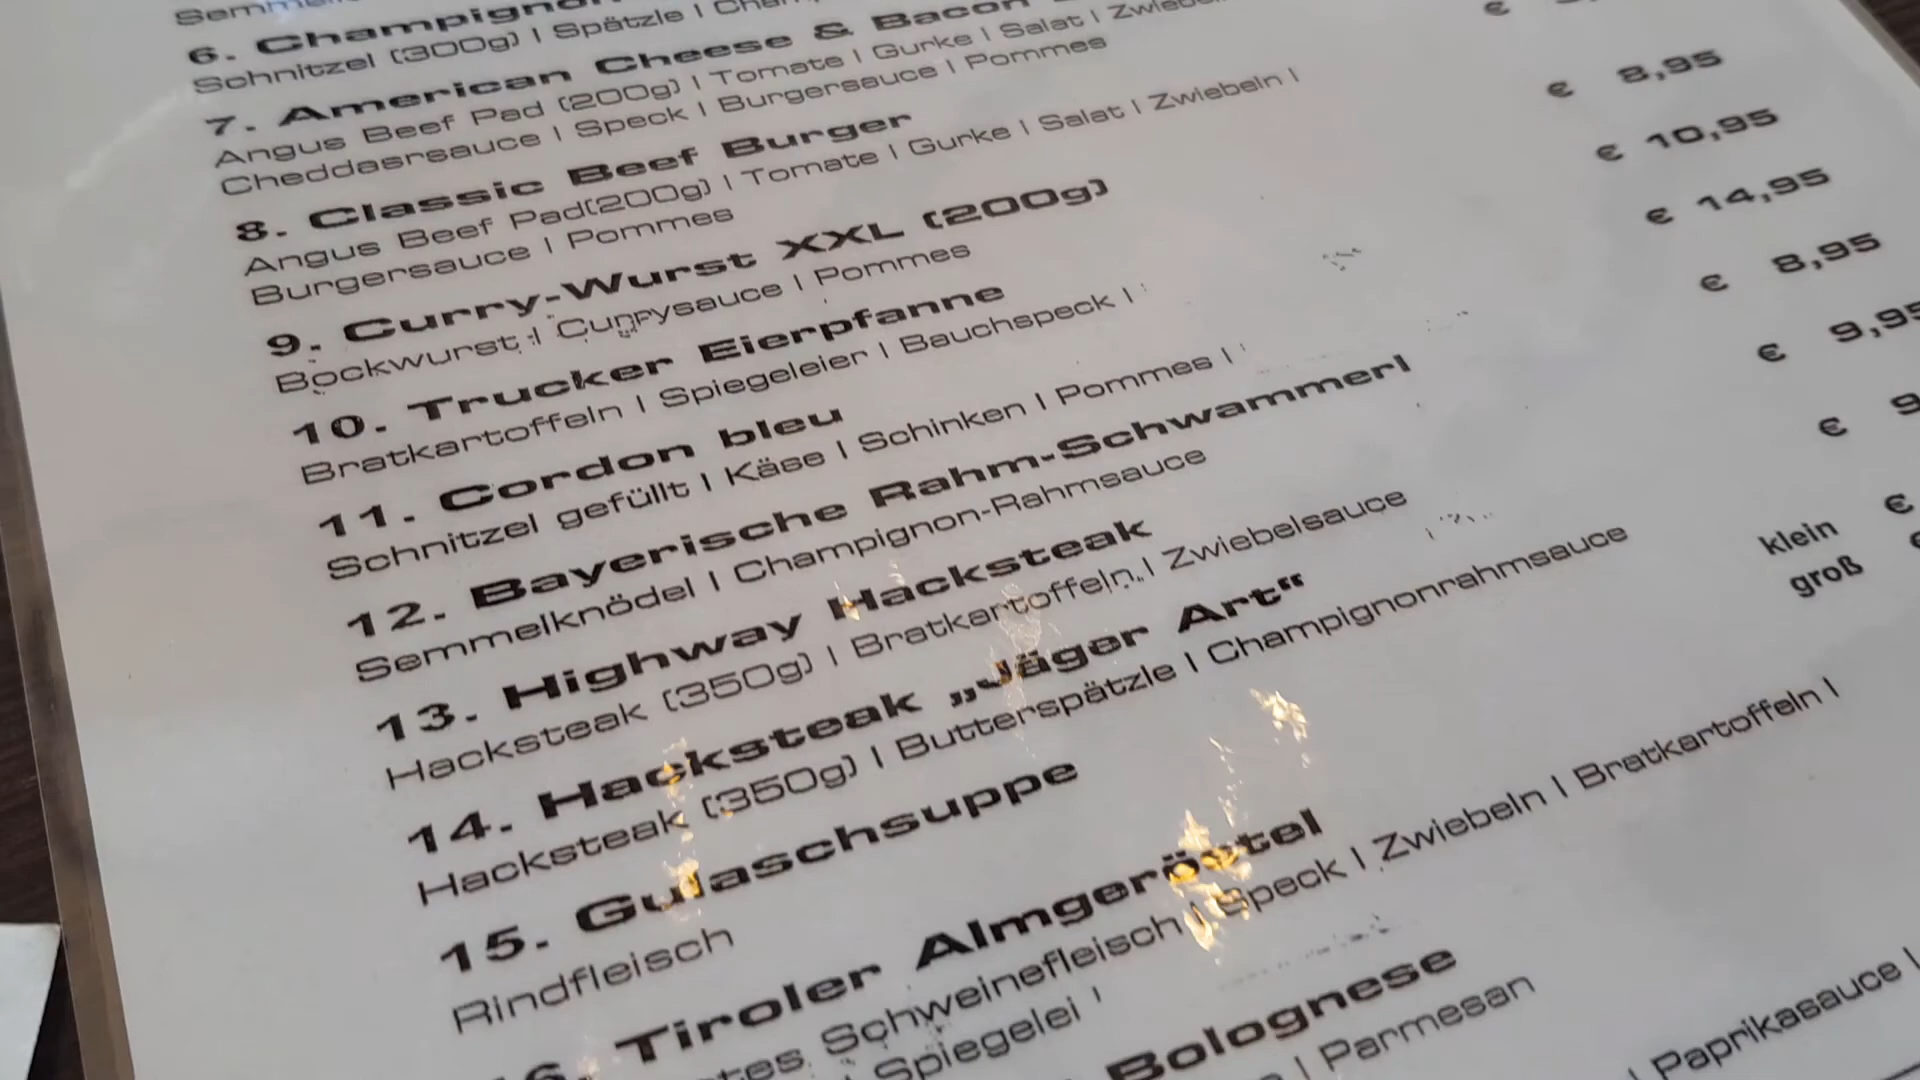 6. Champigno
Schnitzel (300g) | Spätzle |
7. American Cheese & Bacon
Angus Beef Pad (200g) | Tomate | Gurke | Salat | Zwiebeln
Cheddasrsauce | Speck | Burgersauce | Pommes
8. Classic Beef Burger
Angus Beef Pad(200g) | Tomate | Gurke | Salat | Zwiebeln |
Burgersauce | Pommes
9. Curry-Wurst XXL (200g)
€ 8,95
Bockwurst | Currysauce | Pommes
10. Trucker Eierpfanne
€ 10,95
Bratkartoffeln | Spiegeleier | Bauchspeck |
11. Cordon bleu
€ 14,95
Schnitzel gefüllt | Käse | Schinken | Pommes |
12. Bayerische Rahm-Schwammerl
€ 8,95
Semmelknödel | Champignon-Rahmsauce
13. Highway Hacksteak
€ 9,95
Hacksteak (350g) | Bratkartoffeln | Zwiebelsauce
14. Hacksteak „Jäger Art“
€ 9
Hacksteak (350g) | Butterspätzle | Champignonrahmsauce
15. Gulaschsuppe
klein €
Rindfleisch
groß €
16. Tiroler Almgeröstel
Schweinefleisch | Speck | Zwiebeln | Bratkartoffeln |
Spiegelei
Bolognese
| Parmesan
| Paprikasauce |